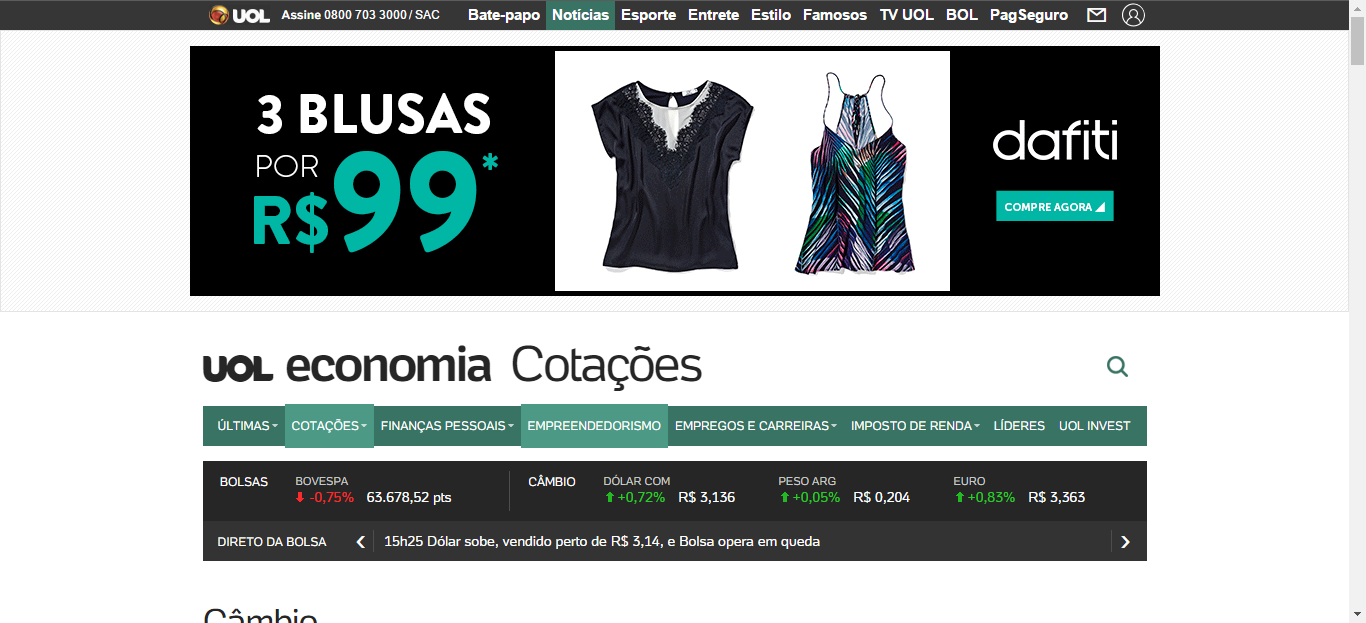 UOL Assine 0800 703 3000 / SAC Bate-papo Notícias Esporte Entrete Estilo Famosos TV UOL BOL PagSeguro
3 BLUSAS
POR
R$ 99*
dafiti
COMPRE AGORA
UOL economia Cotações
ÚLTIMAS COTAÇÕES FINANÇAS PESSOAIS EMPREENDEDORISMO EMPREGOS E CARREIRAS IMPOSTO DE RENDA LÍDERES UOL INVEST
BOLSAS BOVESPA CÂMBIO DÓLAR COM PESO ARG EURO
-0,75% 63.678,52 pts +0,72% R$ 3,136 +0,05% R$ 0,204 +0,83% R$ 3,363
DIRETO DA BOLSA 15h25 Dólar sobe, vendido perto de R$ 3,14, e Bolsa opera em queda
Câmbio